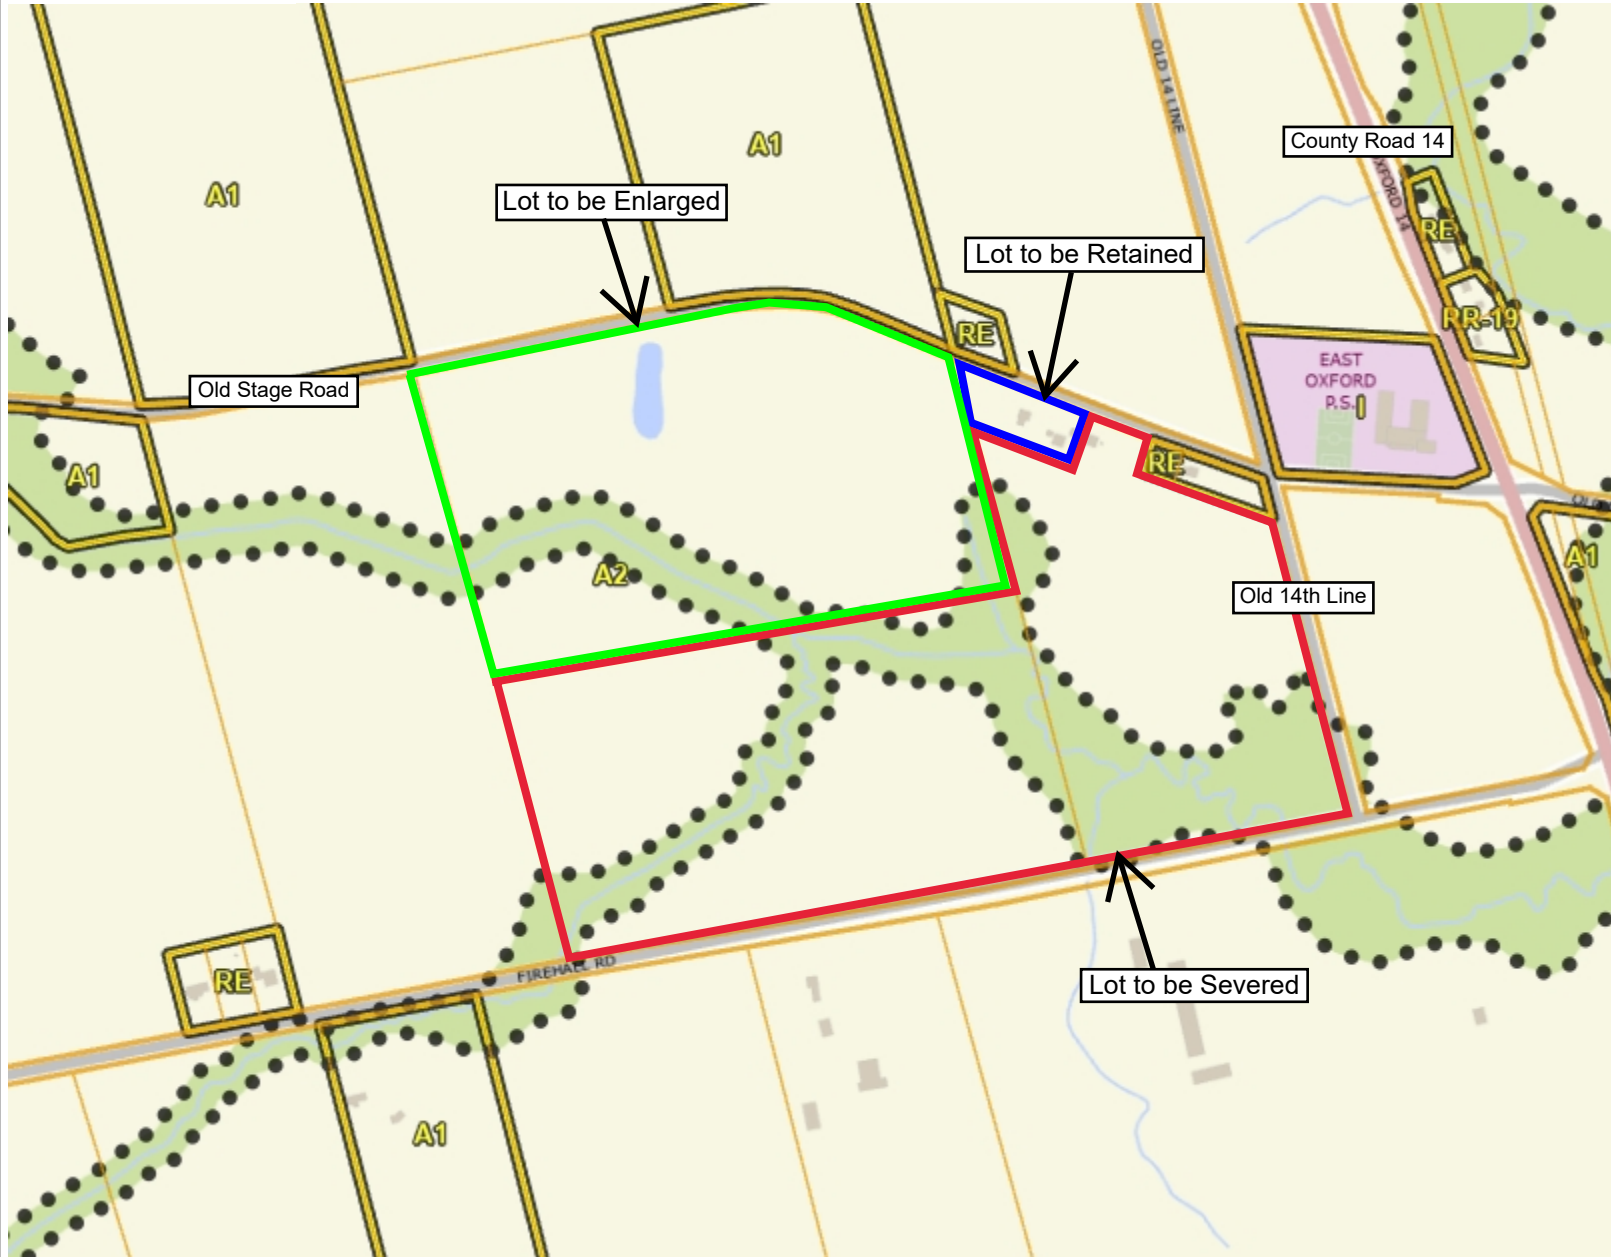 OLD 14 LINE
County Road 14
A1
A1
OXFORD 14
Lot to be Enlarged
RE
Lot to be Retained
RE
RR-19
EAST
OXFORD
P.S.
I
Old Stage Road
A1
RE
A1
A2
Old 14th Line
FIREHALL RD
RE
Lot to be Severed
A1